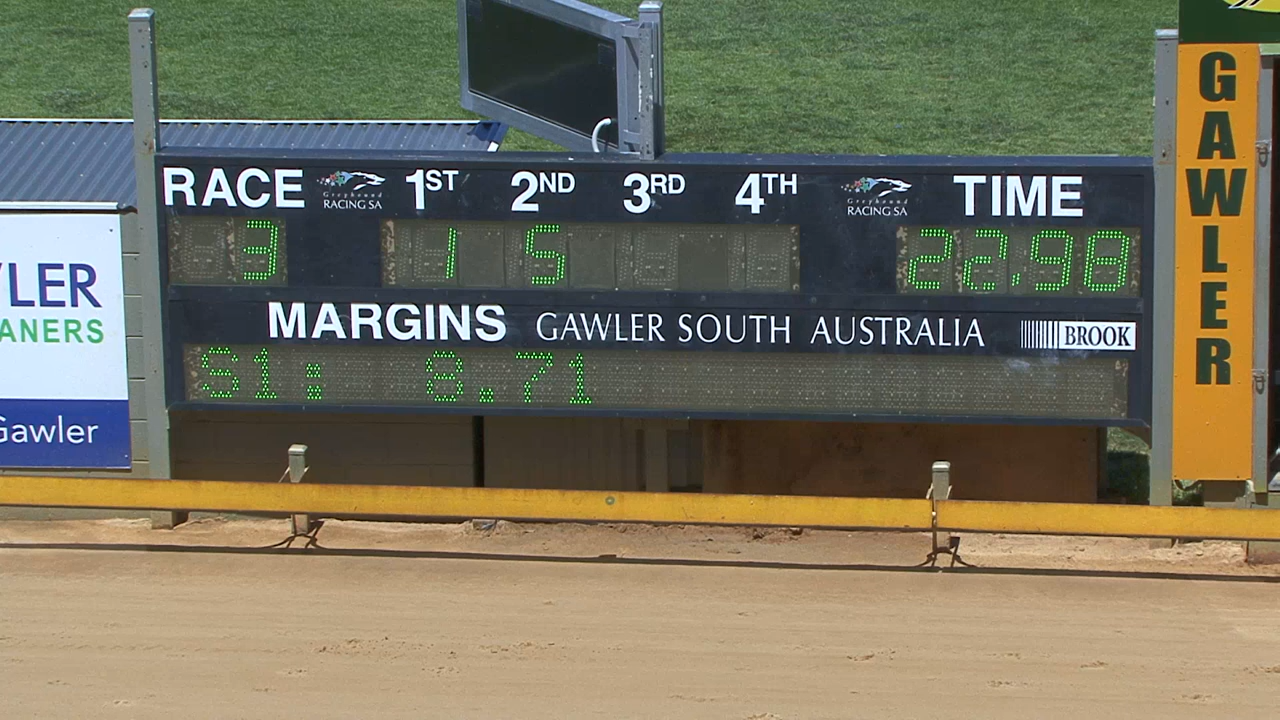 RACE
Greyhound
RACING SA
1ST 2ND 3RD 4TH
Greyhound
RACING SA
TIME
3 1 5 22.98
MARGINS GAWLER SOUTH AUSTRALIA BROOK
S1: 8.71
LER
ANERS
Gawler
GAWLER